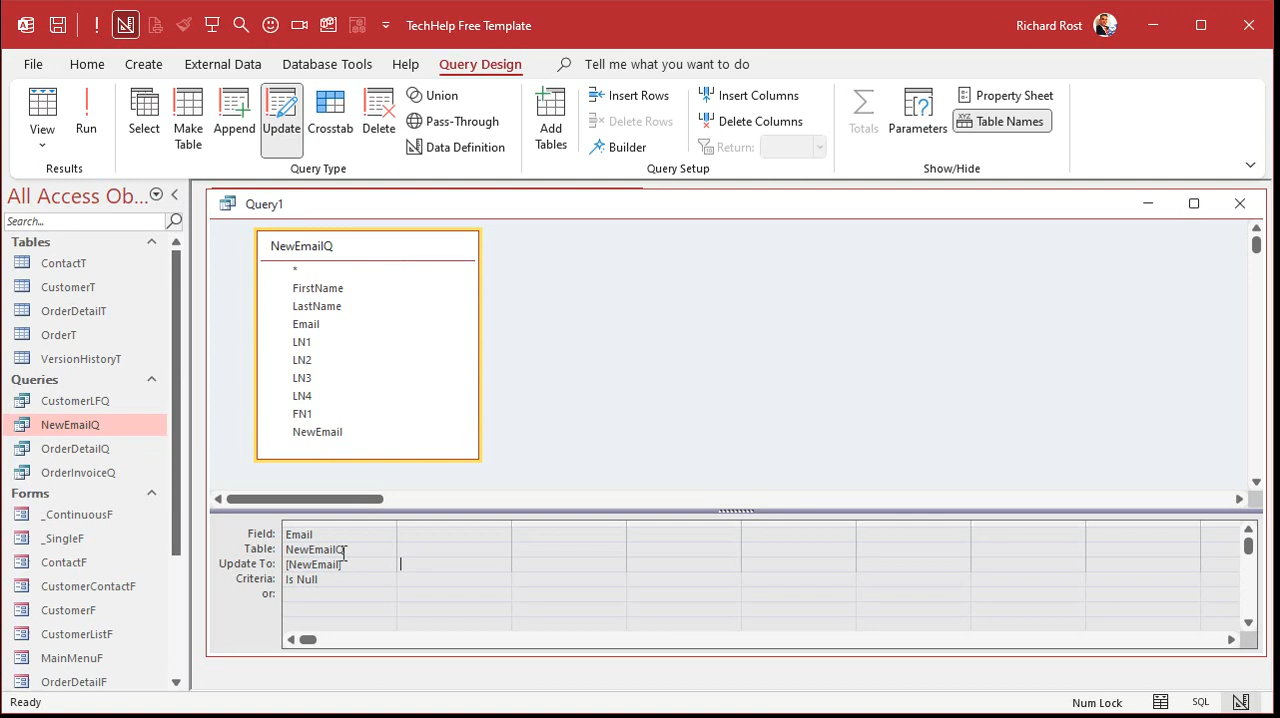 TechHelp Free Template
Richard Rost
File Home Create External Data Database Tools Help Query Design Tell me what you want to do
View Run Select Make Table Append Update Crosstab Delete
Union
Pass-Through
Data Definition
Add Tables
Insert Rows
Delete Rows
Builder
Insert Columns
Delete Columns
Return:
Totals Parameters
Property Sheet
Table Names
Results Query Type Query Setup Show/Hide
All Access Ob...
Search...
Tables
ContactT
CustomerT
OrderDetailT
OrderT
VersionHistoryT
Queries
CustomerLFQ
NewEmailQ
OrderDetailQ
OrderInvoiceQ
Forms
_ContinuousF
_SingleF
ContactF
CustomerContactF
CustomerF
CustomerListF
MainMenuF
OrderDetailF
Query1
NewEmailQ
*
FirstName
LastName
Email
LN1
LN2
LN3
LN4
FN1
NewEmail
Field: Email
Table: NewEmailQ
Update To: [NewEmail]
Criteria: Is Null
or:
Ready
Num Lock
SQL